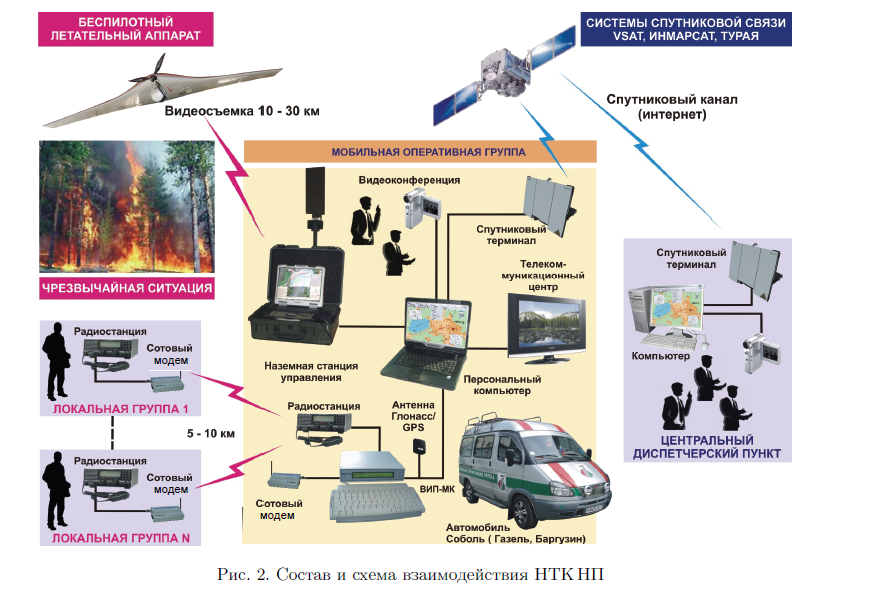 БЕСПИЛОТНЫЙ
ЛЕТАТЕЛЬНЫЙ АППАРАТ
СИСТЕМЫ СПУТНИКОВОЙ СВЯЗИ
VSAT, ИНМАРСАТ, ТУРАЯ
Видеосъемка 10 - 30 км
Спутниковый канал
(интернет)
МОБИЛЬНАЯ ОПЕРАТИВНАЯ ГРУППА
Видеоконференция
Спутниковый
терминал
Телеком-
муникационный
центр
ЧРЕЗВЫЧАЙНАЯ СИТУАЦИЯ
Спутниковый
терминал
Компьютер
ЦЕНТРАЛЬНЫЙ
ДИСПЕТЧЕРСКИЙ ПУНКТ
Радиостанция
Сотовый
модем
ЛОКАЛЬНАЯ ГРУППА 1
5 - 10 км
Радиостанция
Сотовый
модем
ЛОКАЛЬНАЯ ГРУППА N
Наземная станция
управления
Персональный
компьютер
Радиостанция
Антенна
Глонасс/
GPS
Сотовый
модем
ВИП-МК
Автомобиль
Соболь ( Газель, Баргузин)
Рис. 2. Состав и схема взаимодействия НТК НП